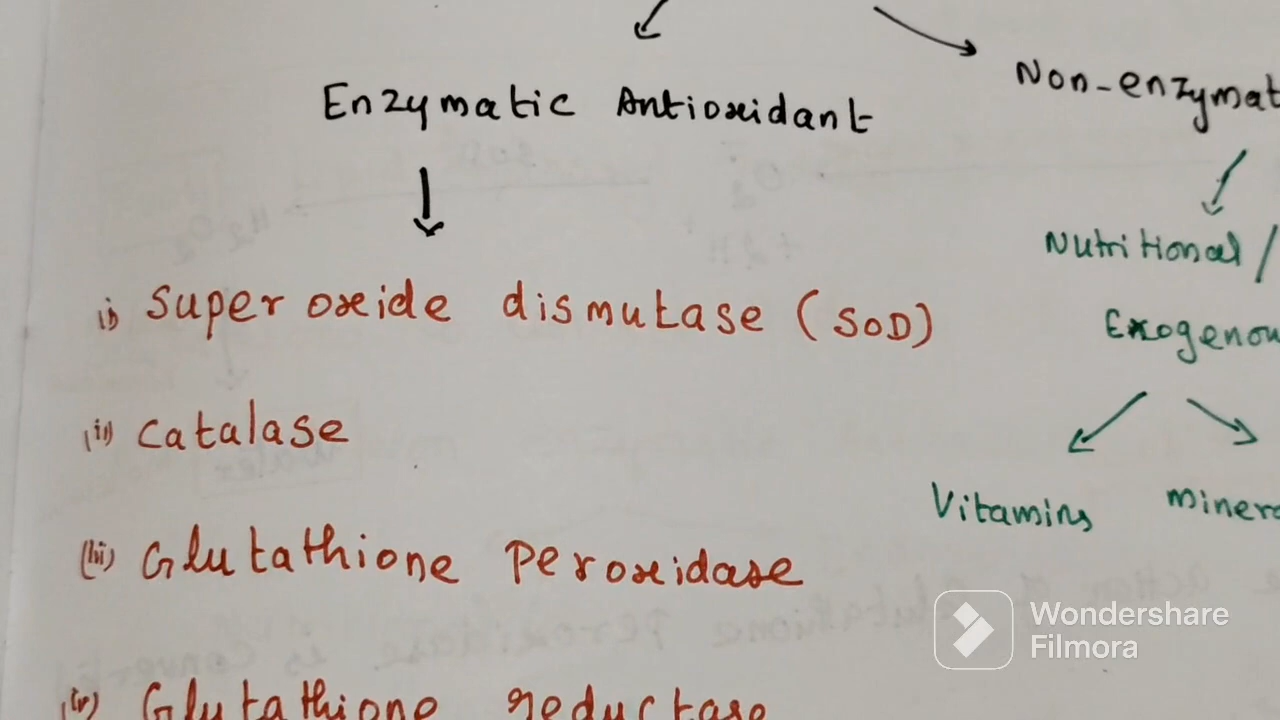 Enzymatic Antioxidant
Non-enzymat
Nutritional /
Exogenou
Vitamins
minera
i) Superoxide dismutase (SOD)
(ii) Catalase
(iii) Glutathione Peroxidase
(iv) Glutathione reductase
Wondershare
Filmora